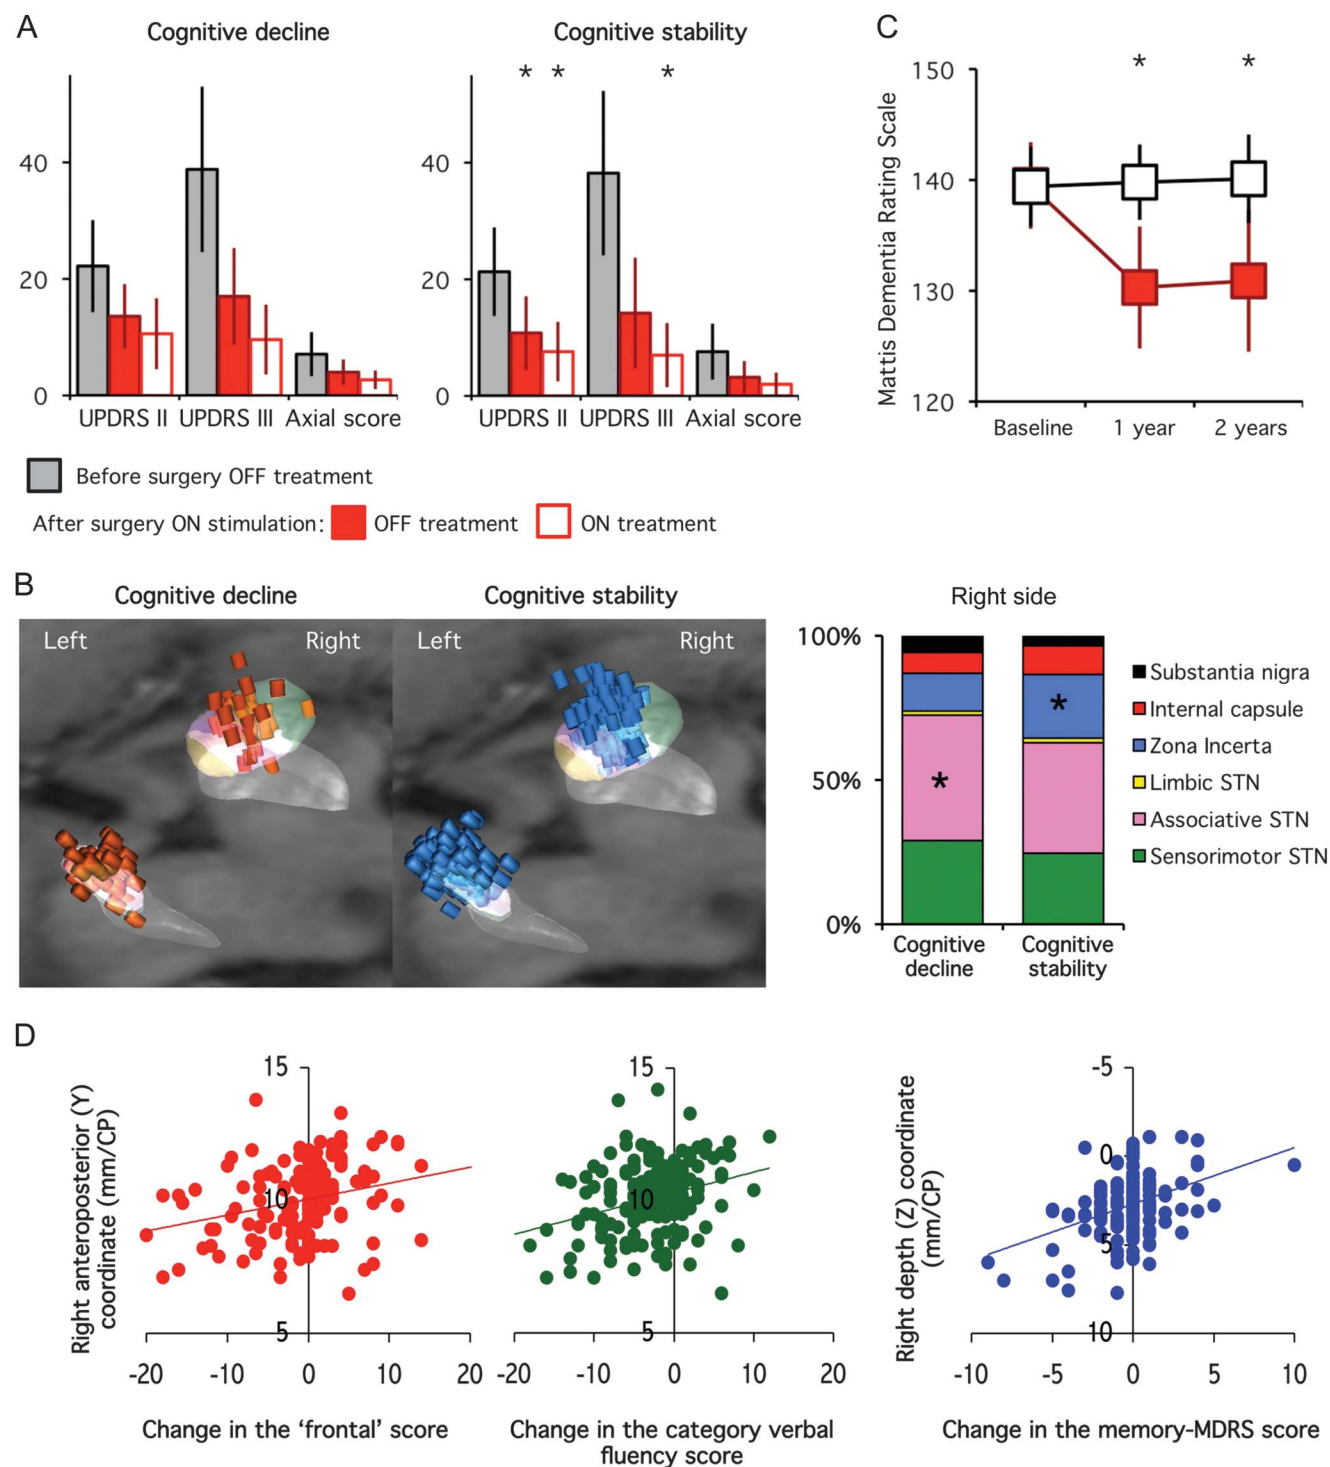 A
Cognitive decline
Cognitive stability
* *
*
40
20
0
UPDRS II UPDRS III Axial score
40
20
0
UPDRS II UPDRS III Axial score
Before surgery OFF treatment
After surgery ON stimulation: OFF treatment ON treatment
C
Mattis Dementia Rating Scale
150
140
130
120
* *
Baseline 1 year 2 years
B
Cognitive decline
Cognitive stability
Left Right
Left Right
Right side
100%
50%
0%
*
*
Cognitive
decline
Cognitive
stability
Substantia nigra
Internal capsule
Zona Incerta
Limbic STN
Associative STN
Sensorimotor STN
D
Right anteroposterior (Y)
coordinate (mm/CP)
15
10
5
-20 -10 0 10 20
Change in the 'frontal' score
15
10
5
-20 -10 0 10 20
Change in the category verbal
fluency score
Right depth (Z) coordinate
(mm/CP)
-5
0
5
10
-10 -5 0 5 10
Change in the memory-MDRS score